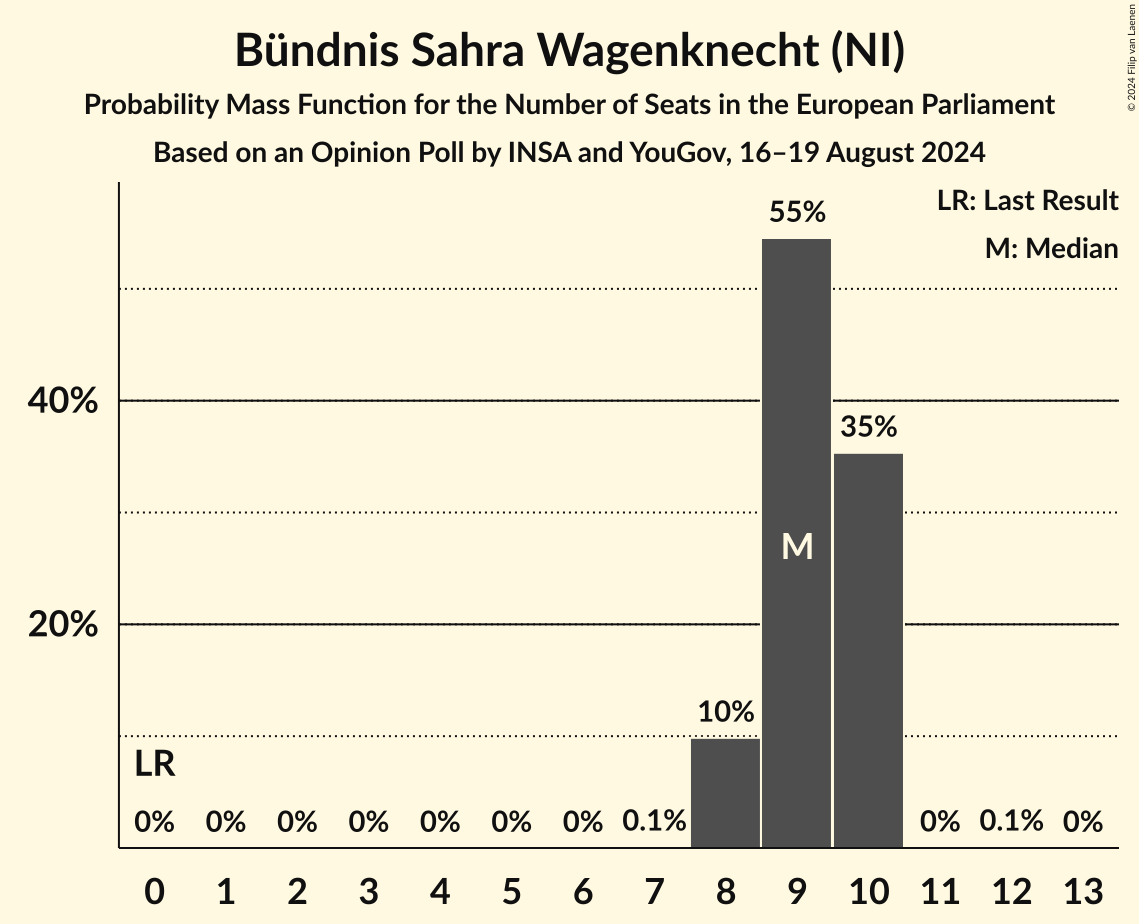 Bündnis Sahra Wagenknecht (NI)
Probability Mass Function for the Number of Seats in the European Parliament
Based on an Opinion Poll by INSA and YouGov, 16–19 August 2024
© 2024 Filip van Laenen
LR: Last Result
M: Median
55%
40%
35%
M
20%
10%
LR
0% 0% 0% 0% 0% 0% 0% 0.1% 0% 0.1% 0%
0 1 2 3 4 5 6 7 8 9 10 11 12 13